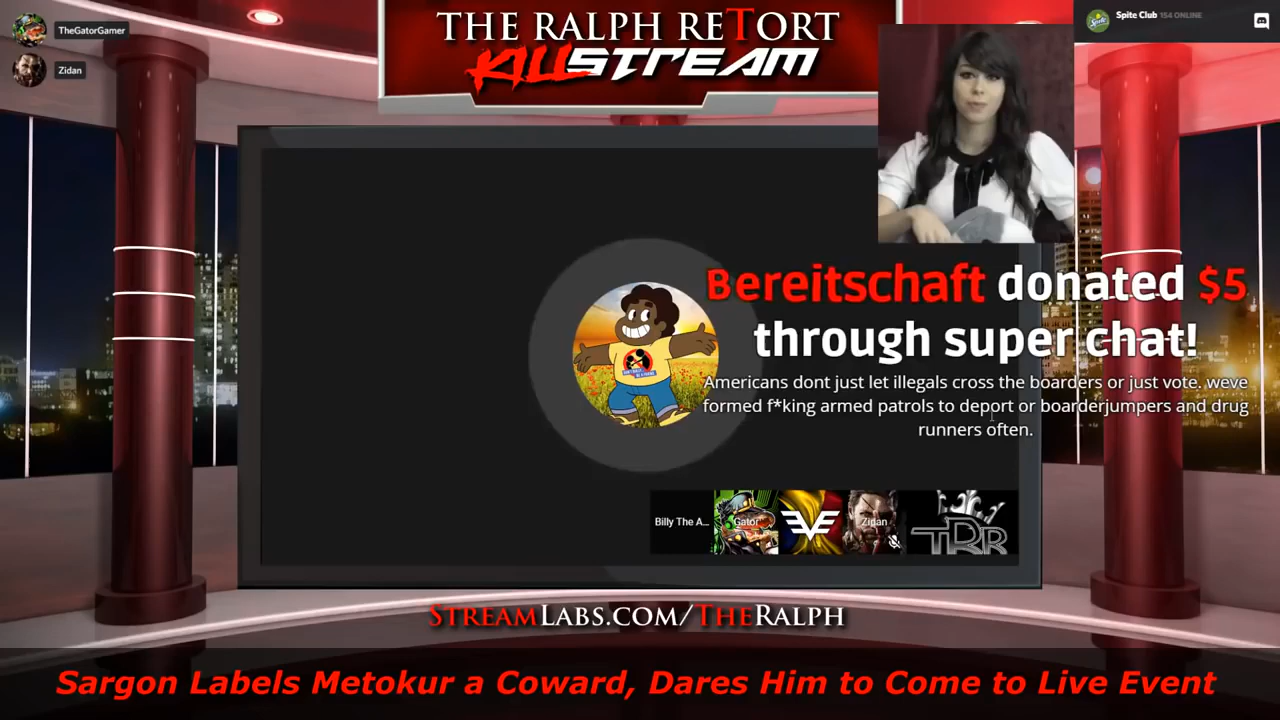 TheGatorGamer
Zidan
THE RALPH RETORT
KILLSTREAM
Spite Club 154 ONLINE
Bereitschaft donated $5
through super chat!
Americans dont just let illegals cross the boarders or just vote. weve
formed f*king armed patrols to deport or boarderjumpers and drug
runners often.
Billy The A...
Gator
Zidan
TRR
STREAMLABS.COM/THERALPH
Sargon Labels Metokur a Coward, Dares Him to Come to Live Event